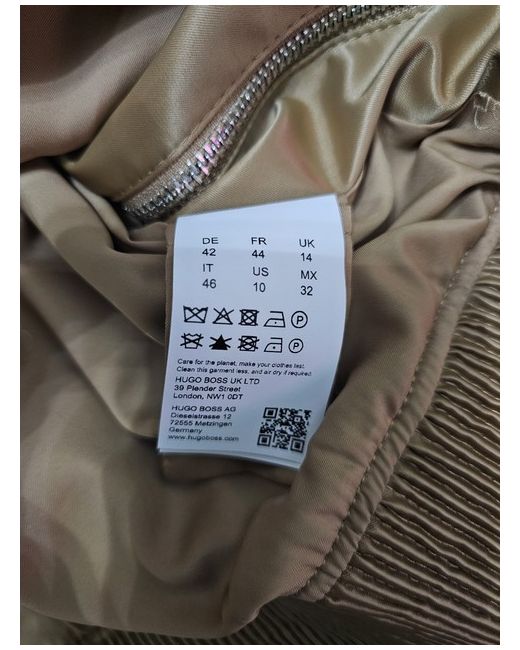 DE FR UK
42 44 14
IT US MX
46 10 32
P
P
Care for the planet, make your clothes last.
Clean this garment less, and air dry if required.
HUGO BOSS UK LTD
39 Plender Street
London, NW1 0DT
HUGO BOSS AG
Dieselstrasse 12
72555 Metzingen
Germany
www.hugoboss.com